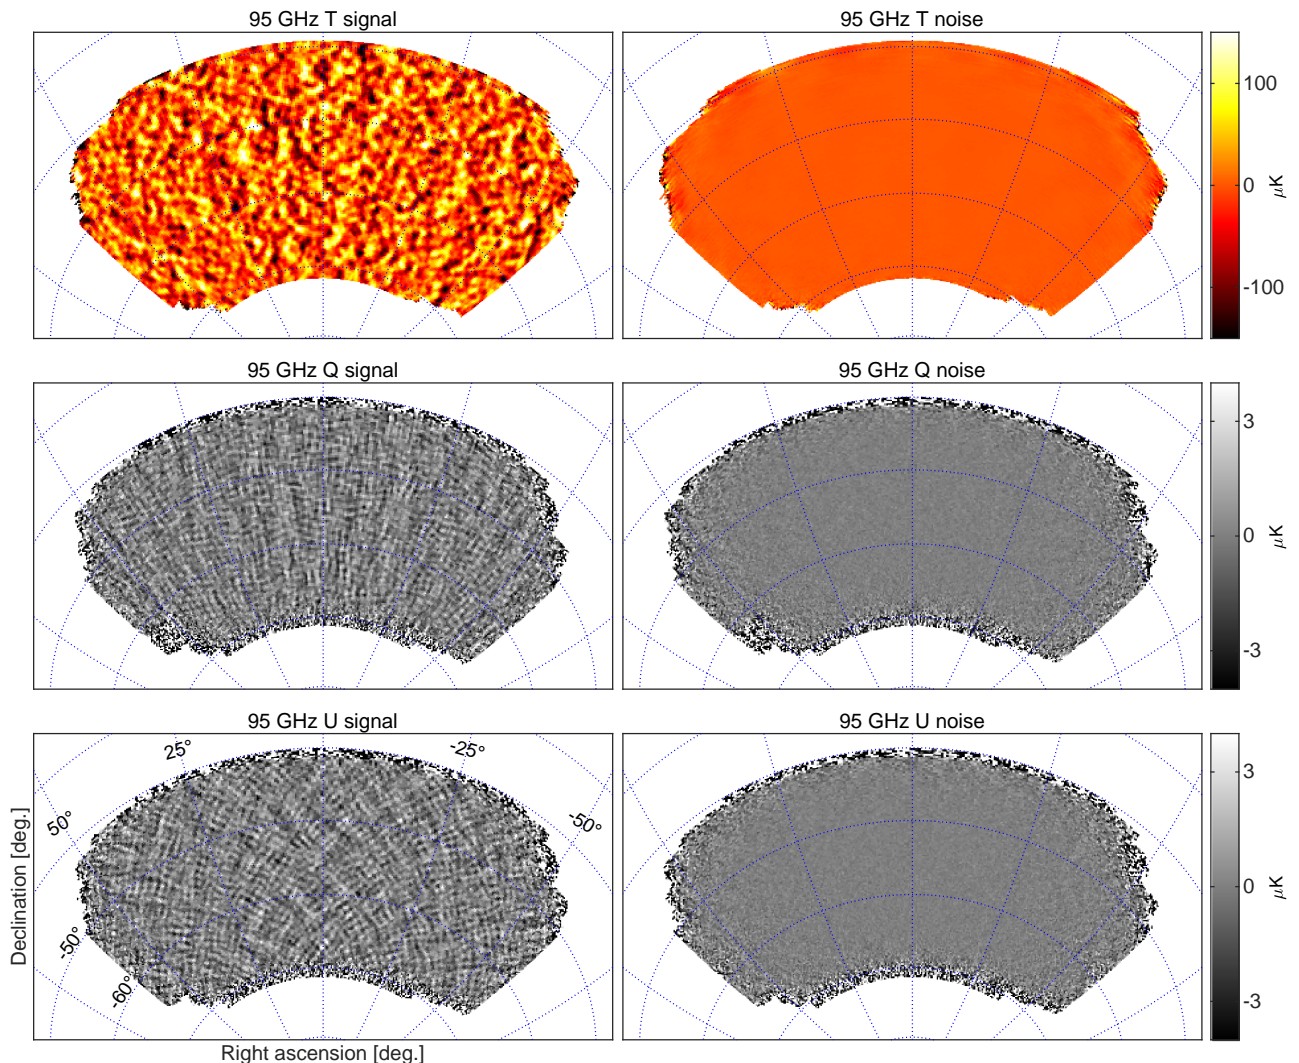 95 GHz T signal
95 GHz T noise
100
0
-100
μK
95 GHz Q signal
95 GHz Q noise
3
0
-3
μK
95 GHz U signal
95 GHz U noise
25°
-25°
50°
-50°
-50°
-60°
3
0
-3
μK
Declination [deg.]
Right ascension [deg.]